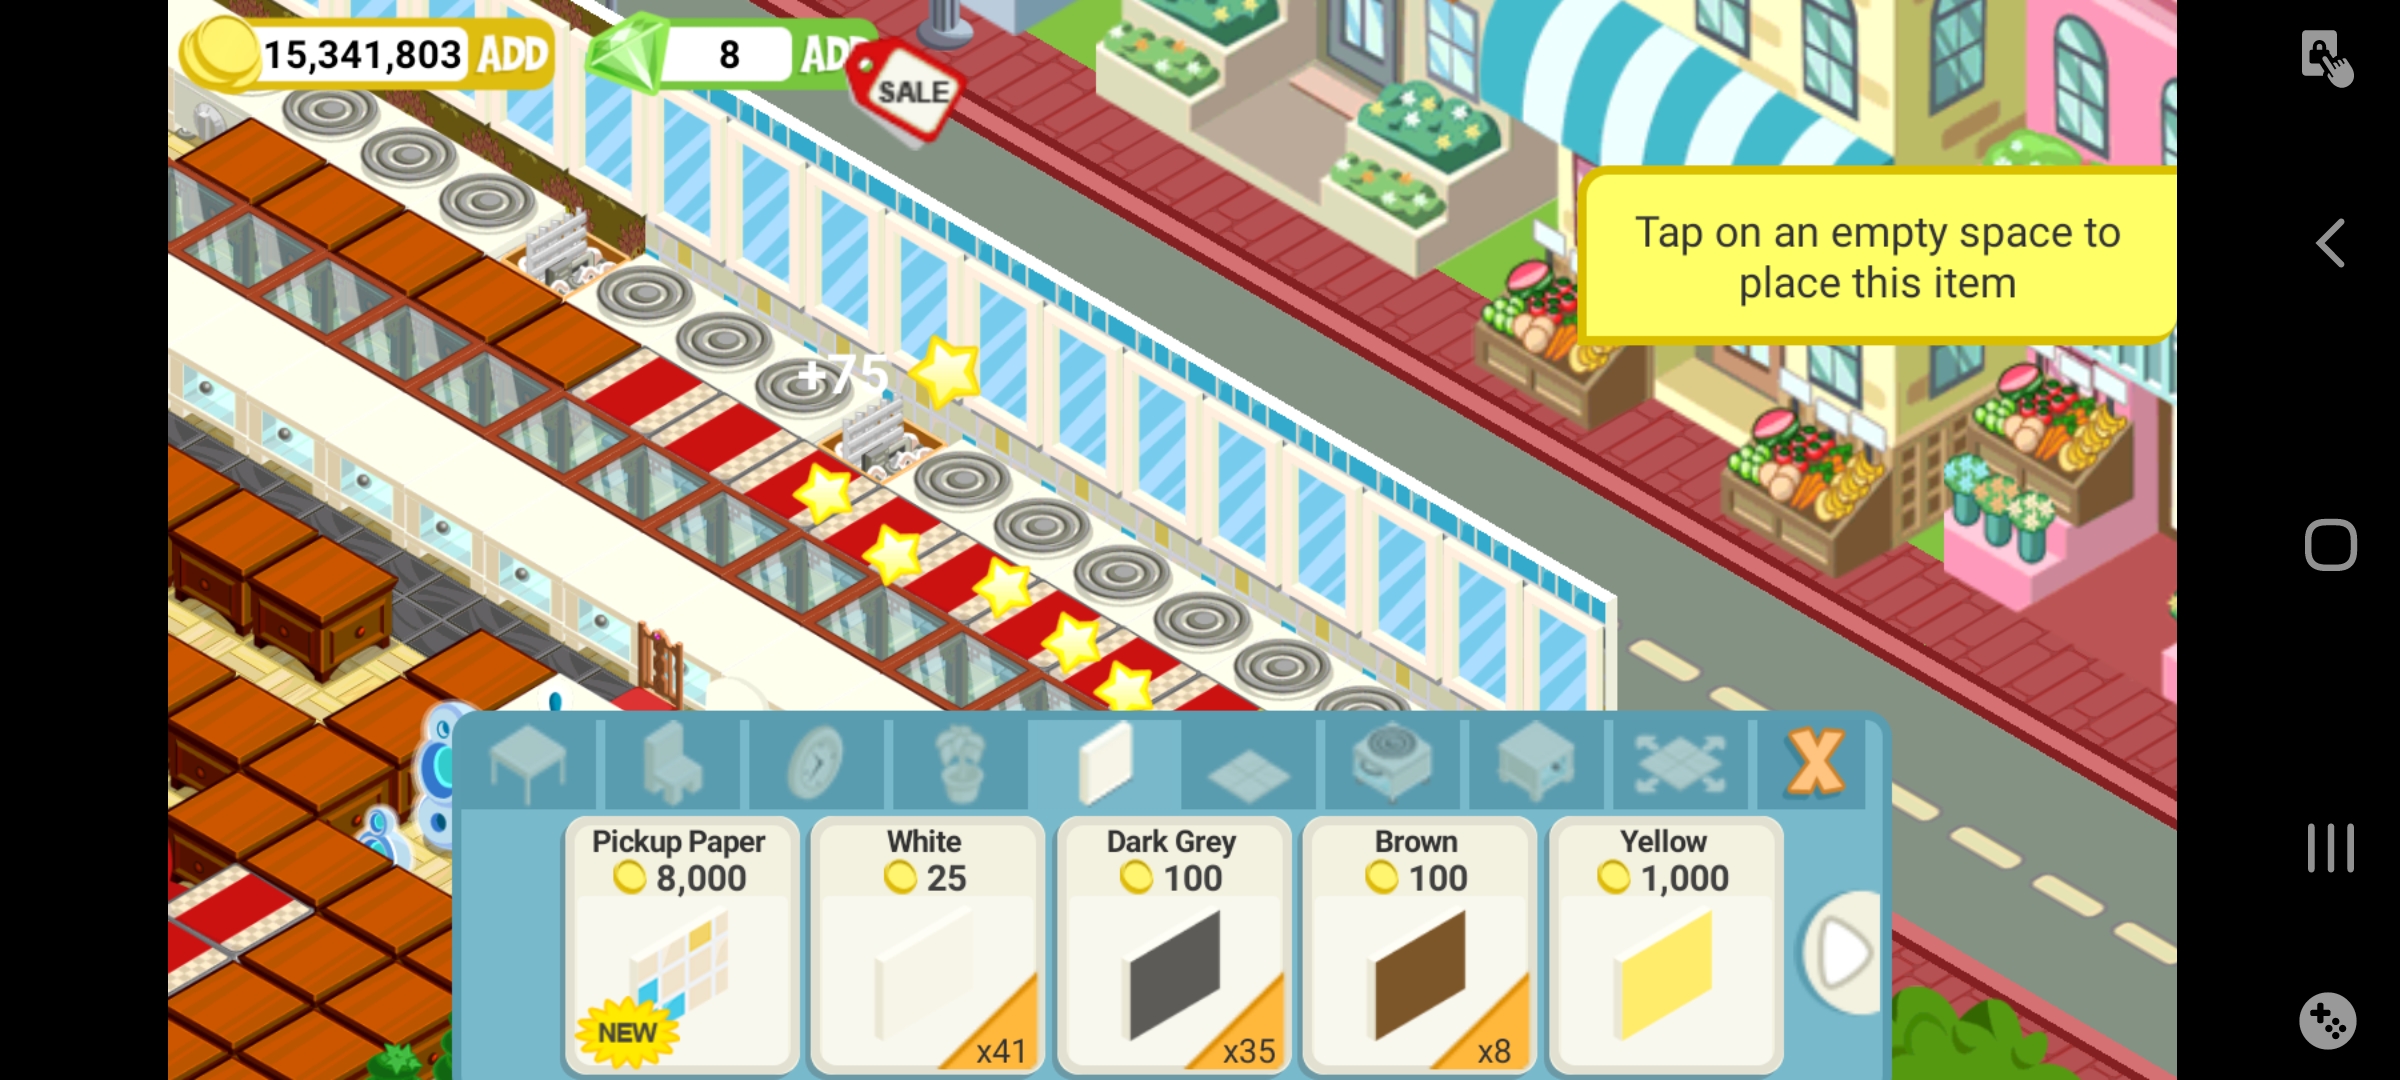 15,341,803 ADD
8 ADD
SALE
Tap on an empty space to
place this item
+75
Pickup Paper
8,000
NEW
White
25
x41
Dark Grey
100
x35
Brown
100
x8
Yellow
1,000
X